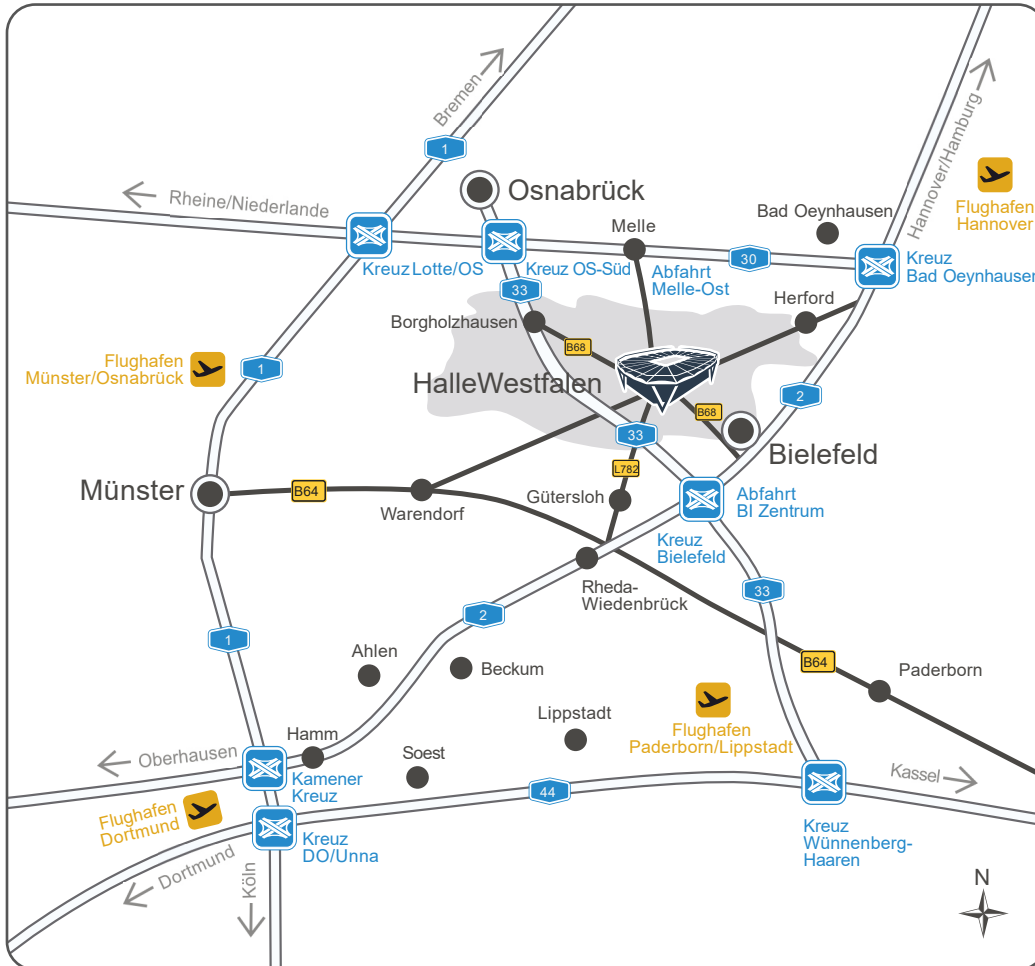 Bremen
1
Hannover/Hamburg
Rheine/Niederlande
Osnabrück
Flughafen
Hannover
Bad Oeynhausen
Melle
Kreuz Lotte/OS
Kreuz OS-Süd
Abfahrt
Melle-Ost
30
Kreuz
Bad Oeynhausen
33
Borgholzhausen
Herford
B68
Flughafen
Münster/Osnabrück
1
HalleWestfalen
2
B68
33
Bielefeld
L782
Münster
B64
Warendorf
Gütersloh
Abfahrt
BI Zentrum
Kreuz
Bielefeld
Rheda-
Wiedenbrück
33
2
1
Ahlen
Beckum
B64
Paderborn
Lippstadt
Flughafen
Paderborn/Lippstadt
Hamm
Soest
Oberhausen
Kamener
Kreuz
Kassel
44
Flughafen
Dortmund
Kreuz
DO/Unna
Kreuz
Wünnenberg-
Haaren
Dortmund
Köln
N